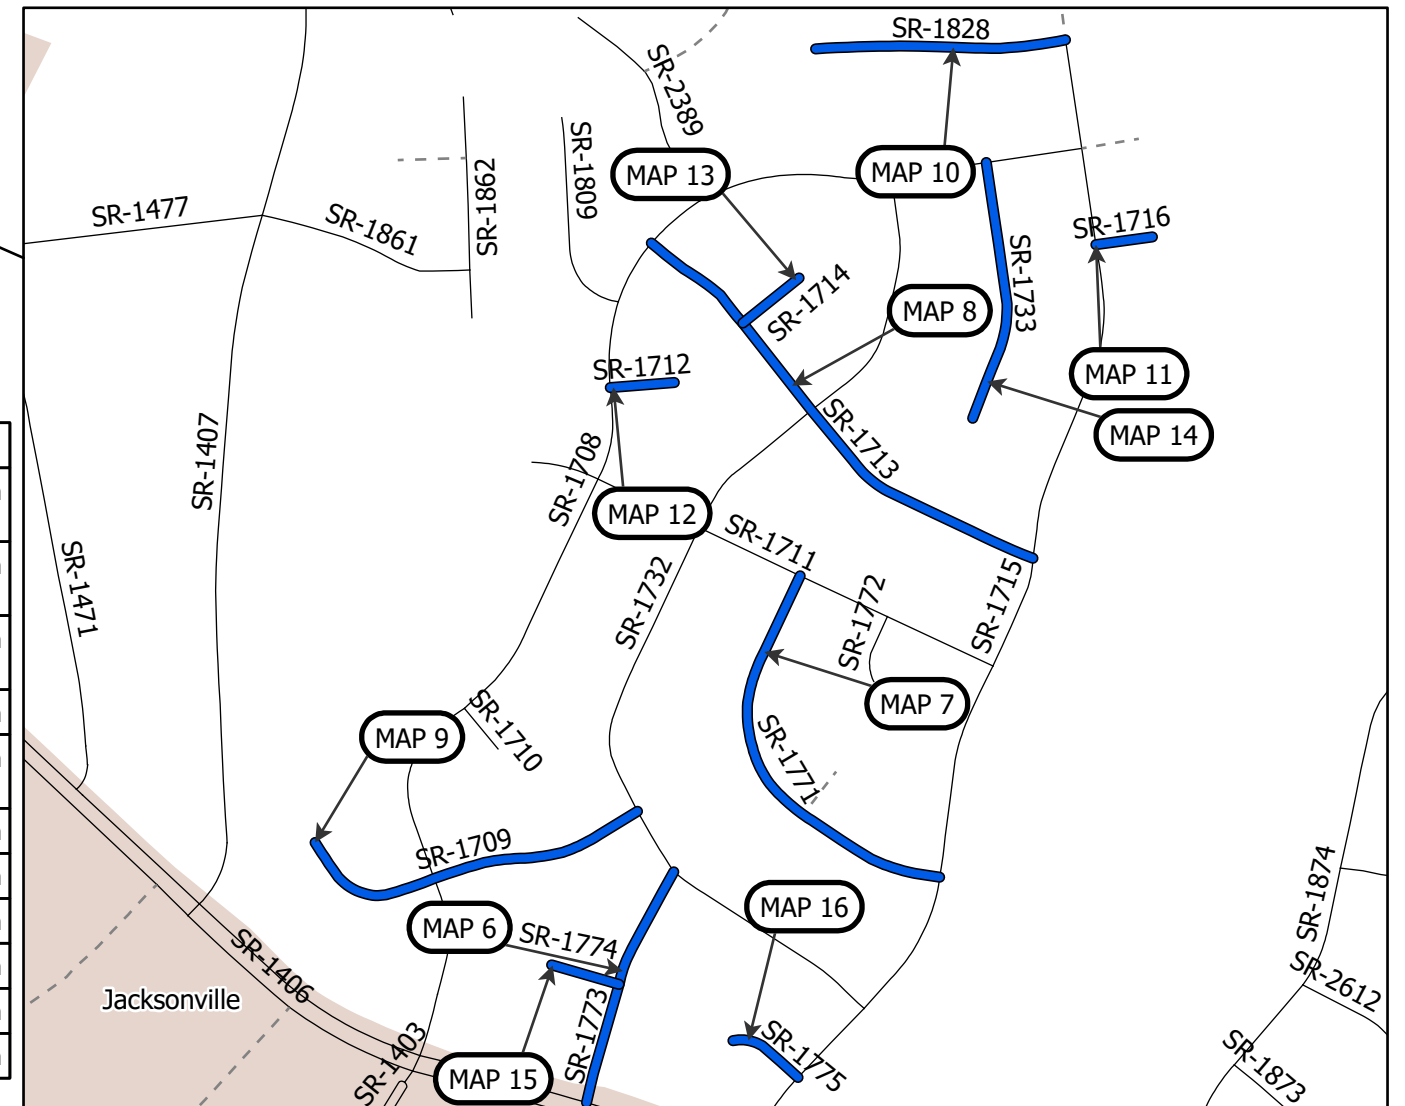 SR-1828
SR-2389
MAP 13
MAP 10
SR-1809
SR-1862
SR-1477
SR-1861
SR-1716
SR-1733
SR-1714
MAP 8
SR-1712
MAP 11
MAP 14
SR-1713
SR-1407
SR-1708
MAP 12
SR-1711
SR-1471
SR-1732
SR-1772
SR-1715
MAP 7
SR-1710
MAP 9
SR-1771
SR-1709
SR-1874
MAP 16
MAP 6
SR-1774
SR-1406
SR-2612
Jacksonville
SR-1773
SR-1403
MAP 15
SR-1775
SR-1873